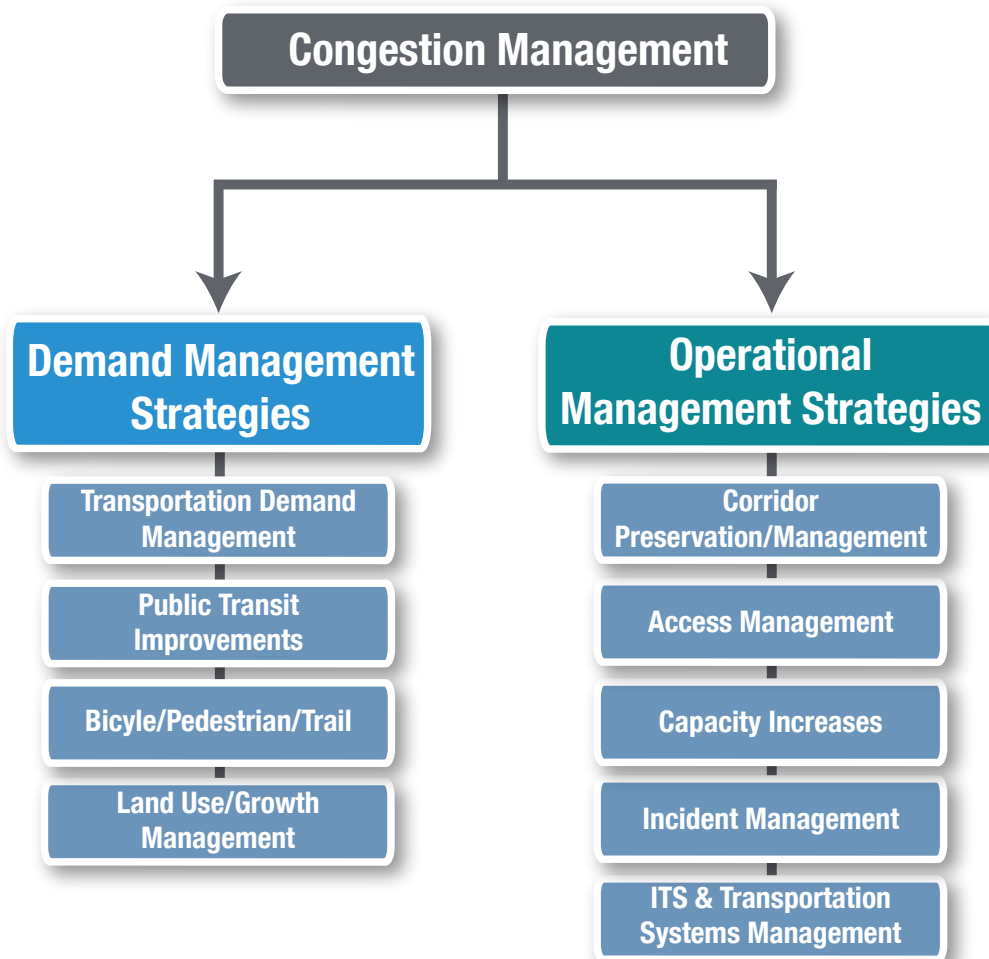 Congestion Management
Demand Management
Strategies
Transportation Demand
Management
Public Transit
Improvements
Bicyle/Pedestrian/Trail
Land Use/Growth
Management
Operational
Management Strategies
Corridor
Preservation/Management
Access Management
Capacity Increases
Incident Management
ITS & Transportation
Systems Management